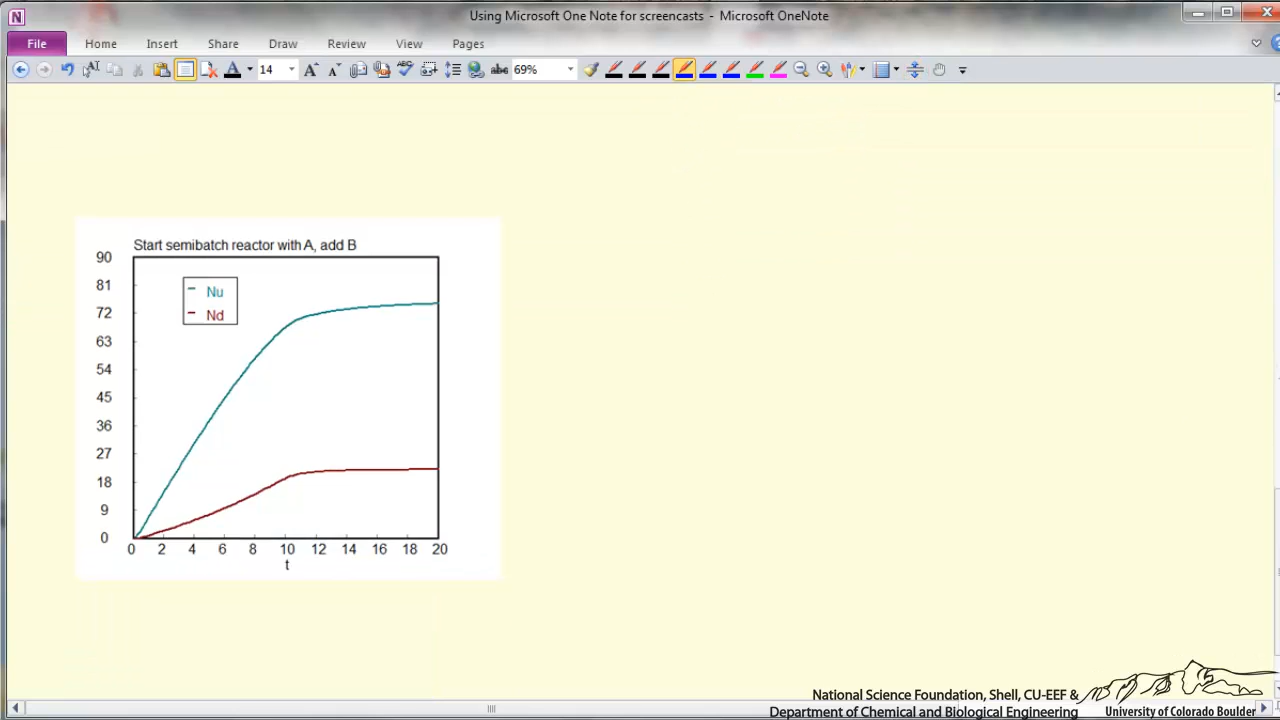 Using Microsoft One Note for screencasts - Microsoft OneNote
File Home Insert Share Draw Review View Pages
14 69%
Start semibatch reactor with A, add B
90
81
72
63
54
45
36
27
18
9
0
Nu
Nd
0 2 4 6 8 10 12 14 16 18 20
t
National Science Foundation, Shell, CU-EEF &
Department of Chemical and Biological Engineering
University of Colorado Boulder